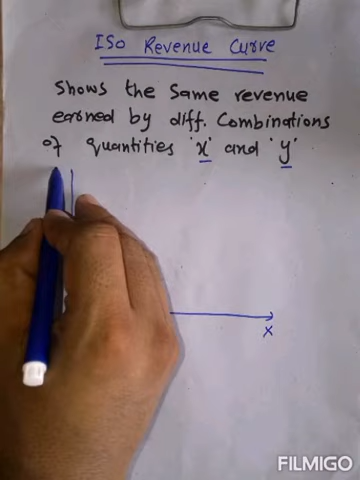 Iso Revenue Curve
Shows the same revenue
earned by diff. Combinations
of quantities 'x' and 'y'
x
FILMIGO